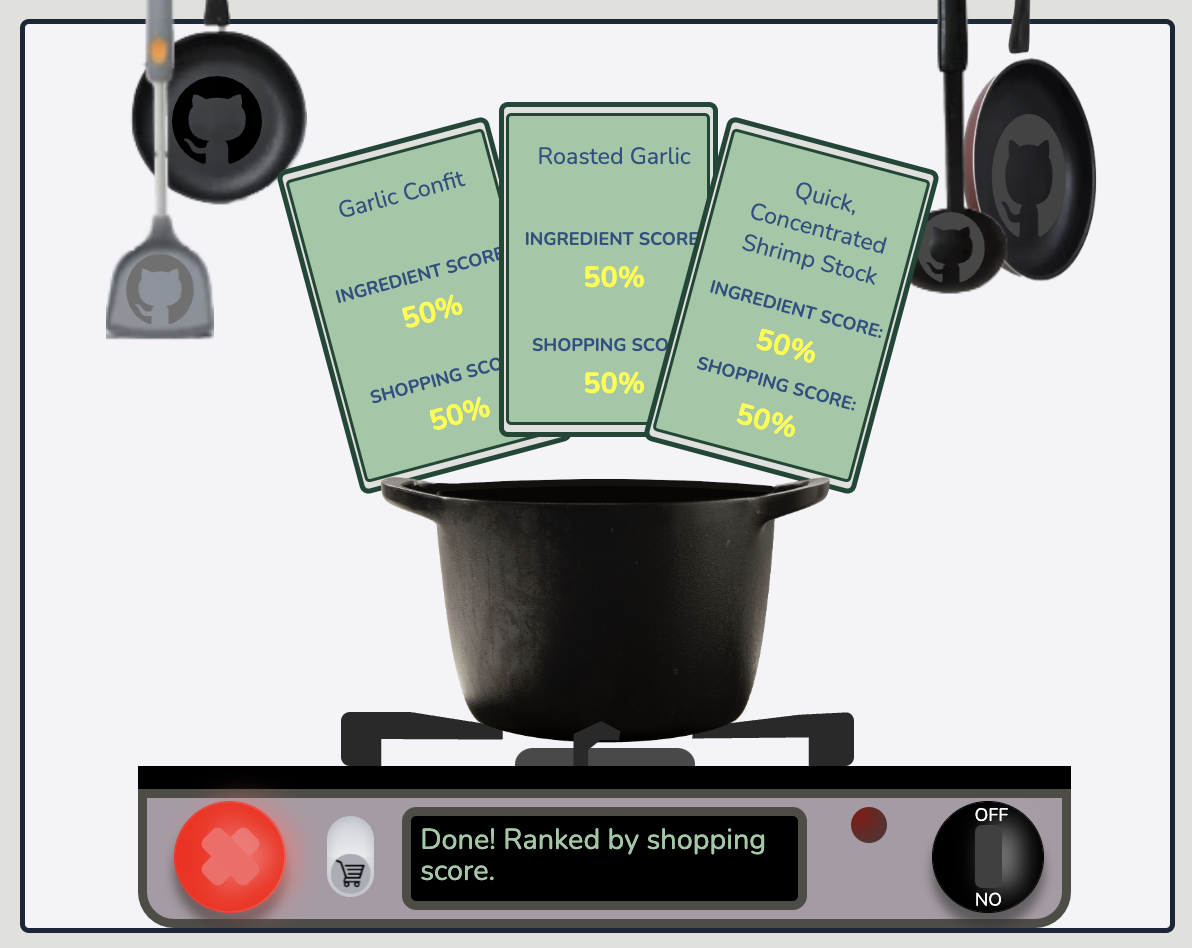 Garlic Confit
INGREDIENT SCORE
50%
SHOPPING SCO
50%
Roasted Garlic
INGREDIENT SCORE
50%
SHOPPING SCO
50%
Quick,
Concentrated
Shrimp Stock
INGREDIENT SCORE:
50%
SHOPPING SCORE:
50%
Done! Ranked by shopping
score.
OFF
NO